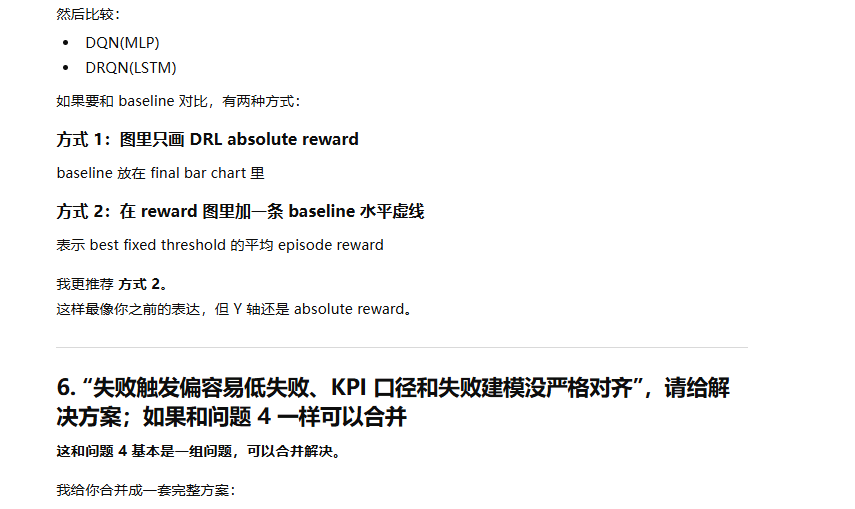 然后比较：
• DQN(MLP)
• DRQN(LSTM)
如果要和 baseline 对比，有两种方式：
方式 1：图里只画 DRL absolute reward
baseline 放在 final bar chart 里
方式 2：在 reward 图里加一条 baseline 水平虚线
表示 best fixed threshold 的平均 episode reward
我更推荐 方式 2。
这样最像你之前的表达，但 Y 轴还是 absolute reward。
6. “失败触发偏容易低失败、KPI 口径和失败建模没严格对齐”，请给解
决方案；如果和问题 4 一样可以合并
这和问题 4 基本是一组问题，可以合并解决。
我给你合并成一套完整方案：